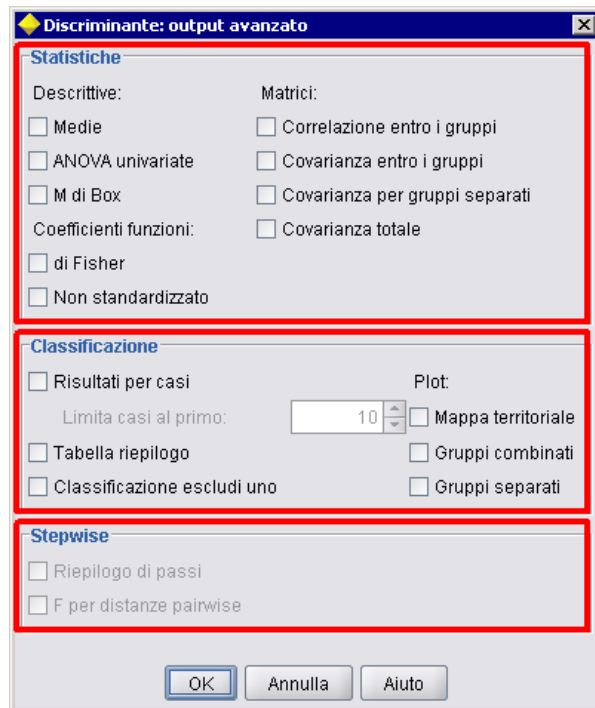 Discriminante: output avanzato
Statistiche
Descrittive:
Matrici:
Medie
Correlazione entro i gruppi
ANOVA univariate
Covarianza entro i gruppi
M di Box
Covarianza per gruppi separati
Coefficienti funzioni:
Covarianza totale
di Fisher
Non standardizzato
Classificazione
Risultati per casi
Plot:
Limita casi al primo:
10
Mappa territoriale
Tabella riepilogo
Gruppi combinati
Classificazione escludi uno
Gruppi separati
Stepwise
Riepilogo di passi
F per distanze pairwise
OK
Annulla
Aiuto